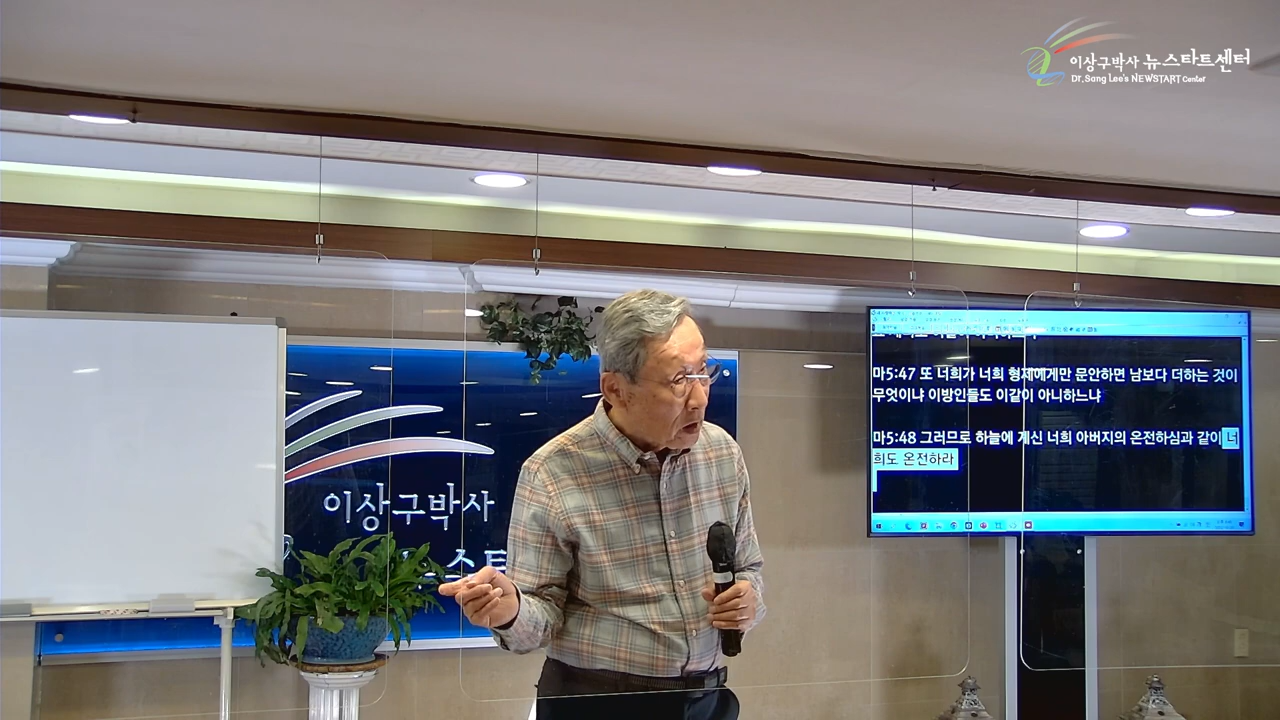 이상구박사 뉴스타트센터
Dr. Sang Lee's NEWSTART Center
마5:47 또 너희가 너희 형제에게만 문안하면 남보다 더하는 것이
무엇이냐 이방인들도 이같이 아니하느냐
마5:48 그러므로 하늘에 계신 너희 아버지의 온전하심과 같이 너
희도 온전하라
이상구박사
뉴스타